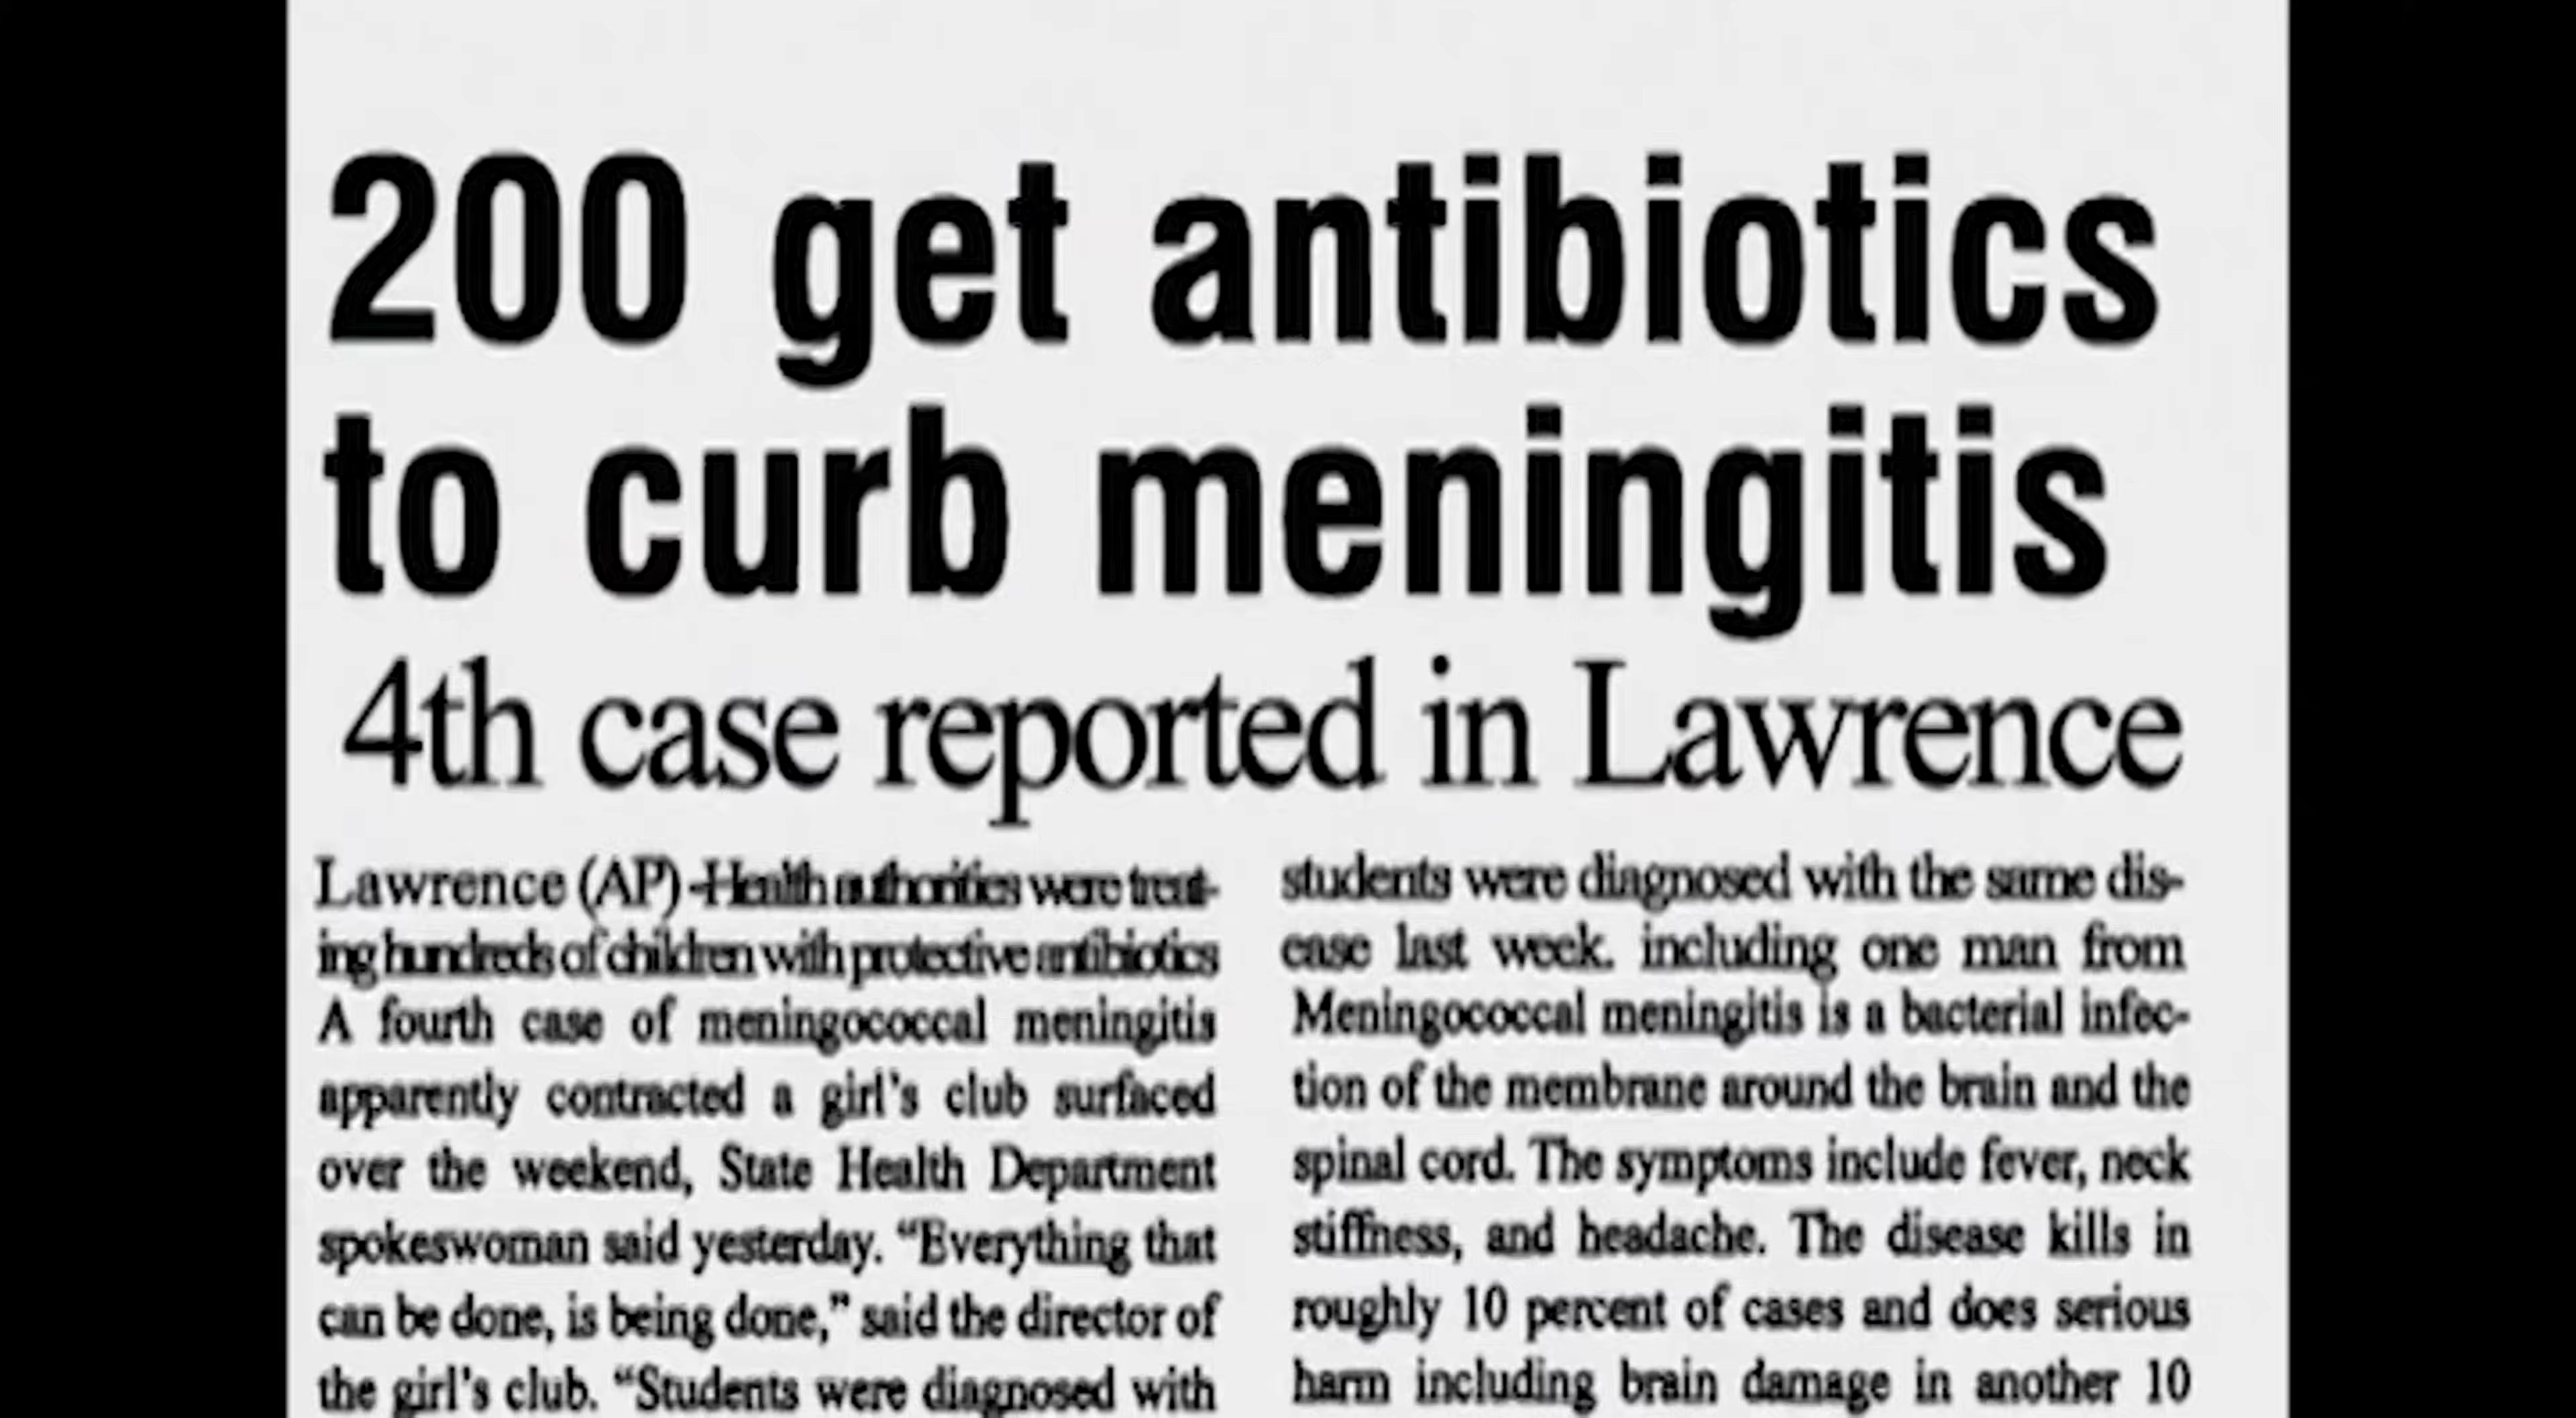 200 get antibiotics
to curb meningitis
4th case reported in Lawrence
Lawrence (AP) -Health authorities were treat-
ing hundreds of children with protective antibiotics
A fourth case of meningococcal meningitis
apparently contracted a girl's club surfaced
over the weekend, State Health Department
spokeswoman said yesterday. “Everything that
can be done, is being done,” said the director of
the girl's club. “Students were diagnosed with
students were diagnosed with the same dis-
ease last week. including one man from
Meningococcal meningitis is a bacterial infec-
tion of the membrane around the brain and the
spinal cord. The symptoms include fever, neck
stiffness, and headache. The disease kills in
roughly 10 percent of cases and does serious
harm including brain damage in another 10